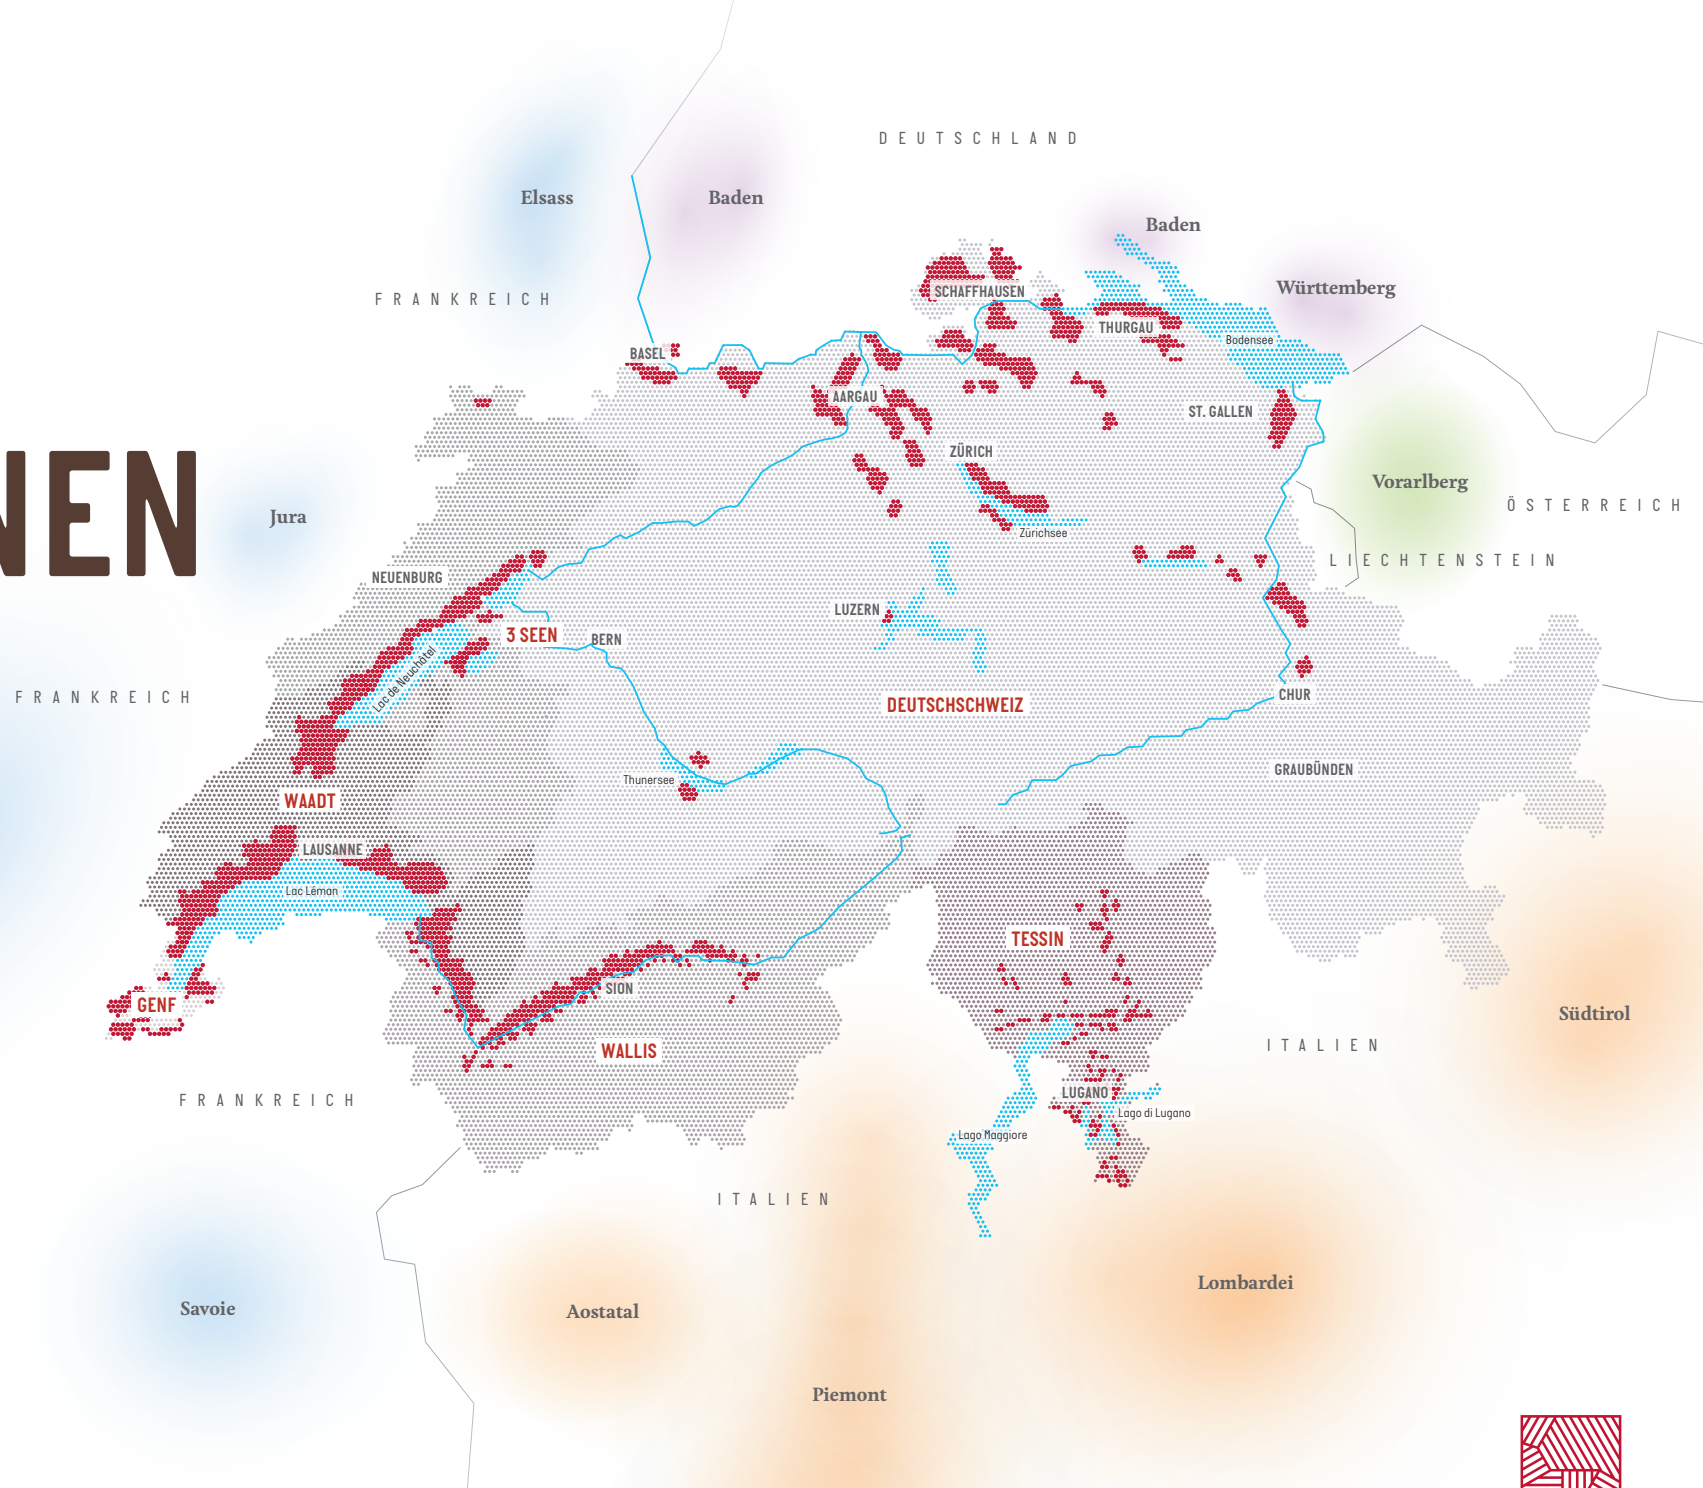 DEUTSCHLAND
Elsass
Baden
Baden
Württemberg
FRANKREICH
SCHAFFHAUSEN
THURGAU
Bodensee
BASEL
AARGAU
ST. GALLEN
ZÜRICH
NEN
Jura
Vorarlberg
ÖSTERREICH
Zürichsee
LIECHTENSTEIN
NEUENBURG
LUZERN
3 SEEN
BERN
Lac de Neuchâtel
FRANKREICH
DEUTSCHSCHWEIZ
CHUR
Thunersee
GRAUBÜNDEN
WAADT
LAUSANNE
Lac Léman
TESSIN
SION
GENF
Südtirol
WALLIS
ITALIEN
FRANKREICH
LUGANO
Lago di Lugano
Lago Maggiore
ITALIEN
Lombardei
Savoie
Aostatal
Piemont